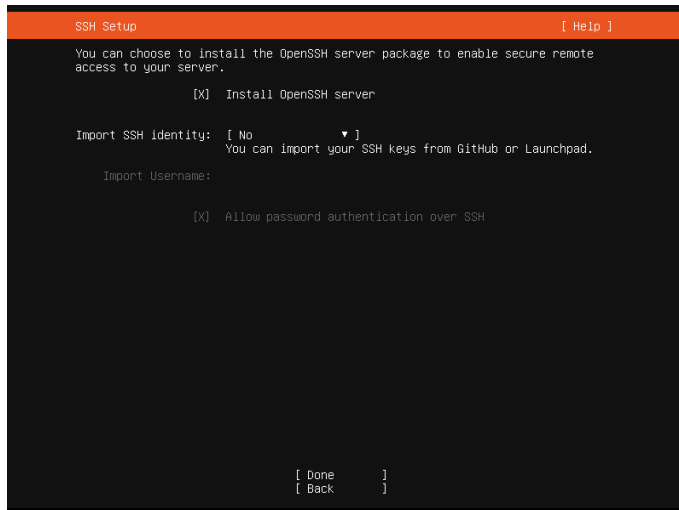 SSH Setup [ Help ]
You can choose to install the OpenSSH server package to enable secure remote
access to your server.
[X] Install OpenSSH server
Import SSH identity: [ No ▾ ]
You can import your SSH keys from GitHub or Launchpad.
Import Username:
[X] Allow password authentication over SSH
[ Done ]
[ Back ]